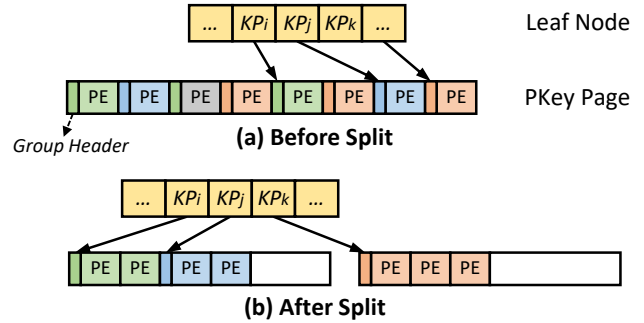 ... KPi KPj KPk ... Leaf Node
PE PE PE PE PE PE PE PE PKey Page
Group Header
(a) Before Split
... KPi KPj KPk ...
PE PE PE PE PE PE PE
(b) After Split